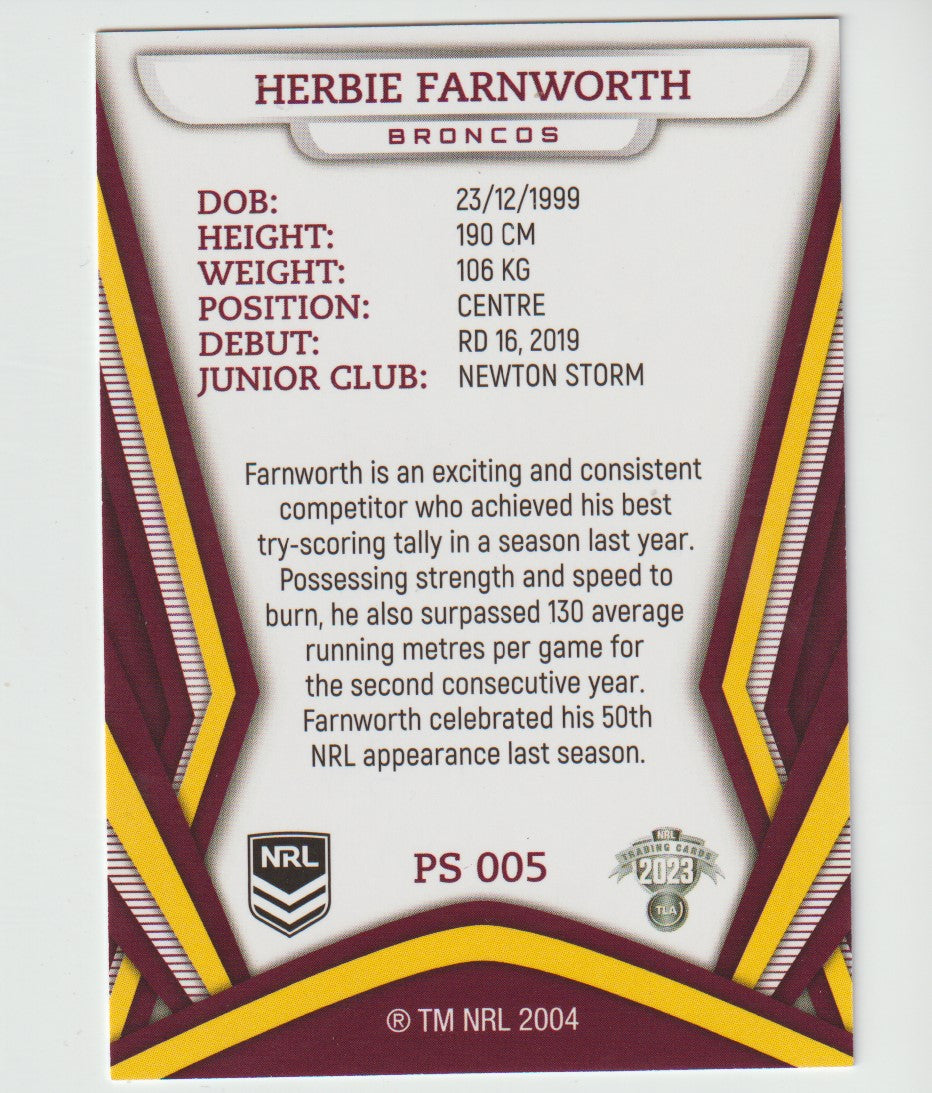 HERBIE FARNWORTH
BRONCOS
DOB: 23/12/1999
HEIGHT: 190 CM
WEIGHT: 106 KG
POSITION: CENTRE
DEBUT: RD 16, 2019
JUNIOR CLUB: NEWTON STORM
Farnworth is an exciting and consistent
competitor who achieved his best
try-scoring tally in a season last year.
Possessing strength and speed to
burn, he also surpassed 130 average
running metres per game for
the second consecutive year.
Farnworth celebrated his 50th
NRL appearance last season.
NRL
PS 005
NRL
TRADING CARDS
2023
TLA
® TM NRL 2004